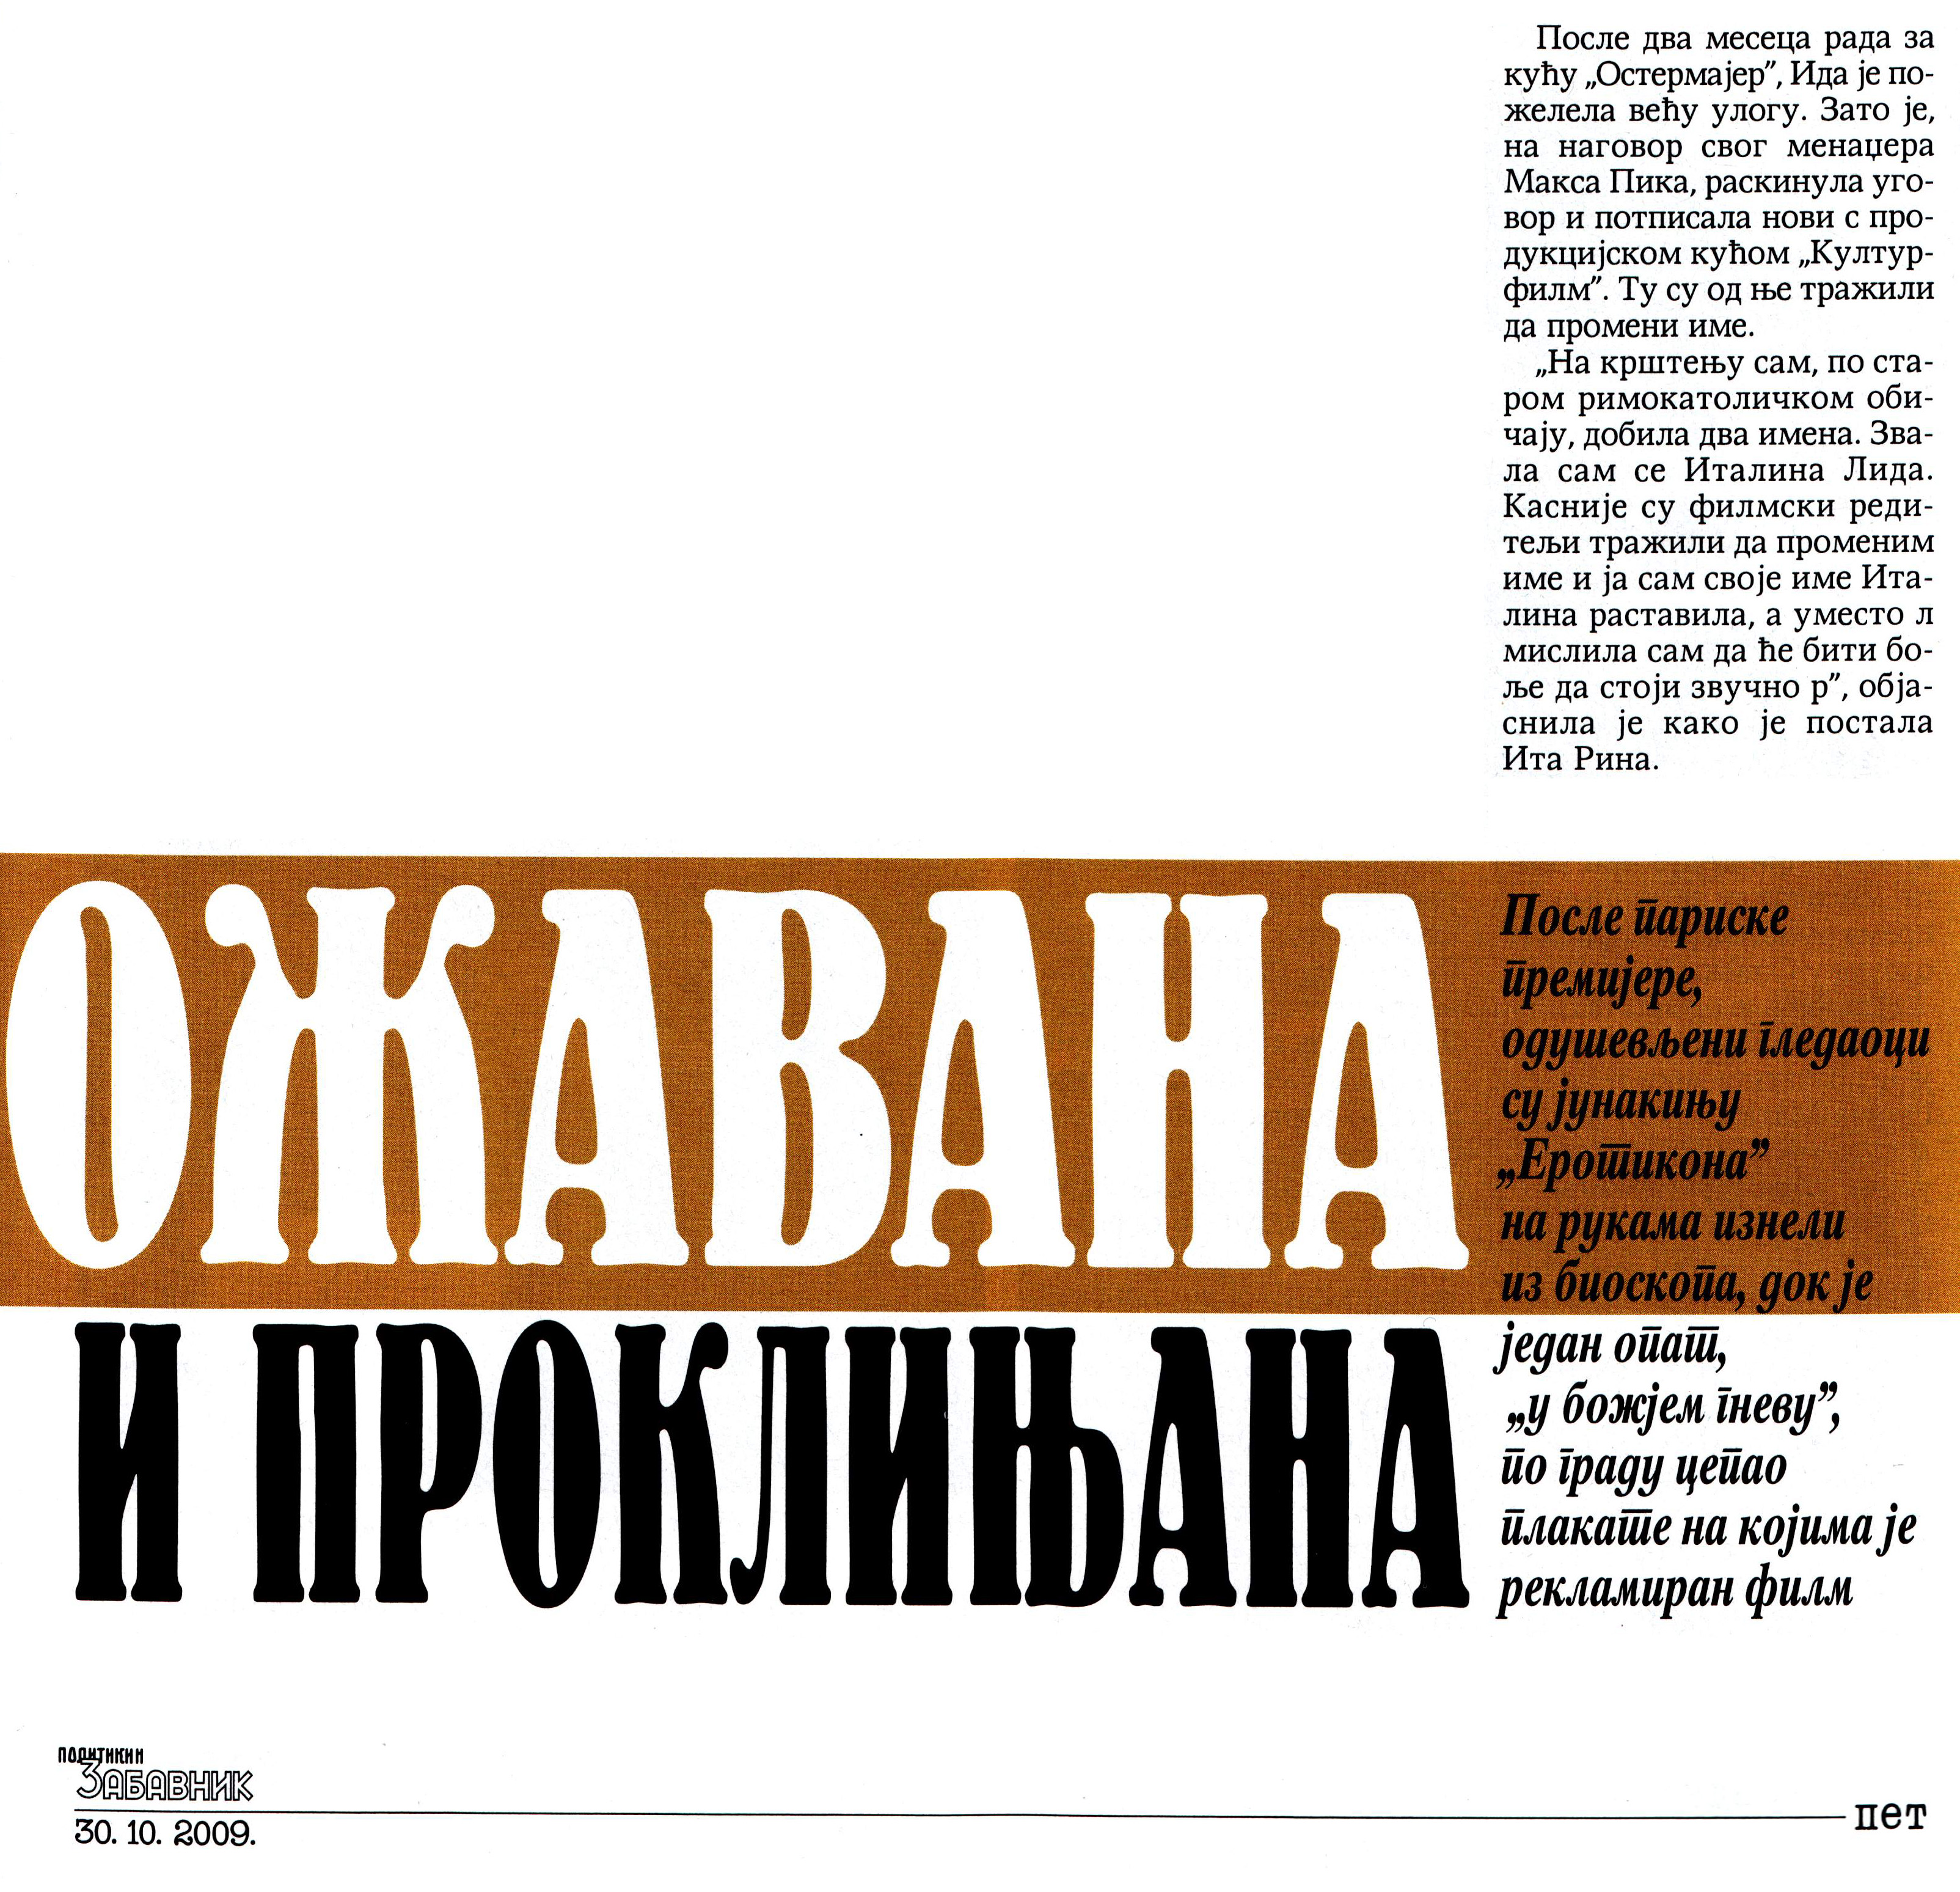 После два месеца рада за
кућу „Остермајер”, Ида је по-
желела већу улогу. Зато је,
на наговор свог менаџера
Макса Пика, раскинула уго-
вор и потписала нови с про-
дукцијском кућом „Култур-
филм”. Ту су од ње тражили
да промени име.
„На крштењу сам, по ста-
ром римокатоличком оби-
чају, добила два имена. Зва-
ла сам се Италина Лида.
Касније су филмски реди-
тељи тражили да променим
име и ја сам своје име Ита-
лина раставила, а уместо л
мислила сам да ће бити бо-
ље да стоји звучно р”, обја-
снила је како је постала
Ита Рина.
ОЖАВАНА
И ПРОКЛИЊАНА
После париске
премијере,
одушевљени гледаоци
су јунакињу
„Еротикона”
на рукама изнели
из биоскопа, док је
један опат,
„у божјем гневу”,
по граду цепао
плакате на којима је
рекламиран филм
ПОЛИТИКИН
ЗАБАВНИК
30. 10. 2009.
пет